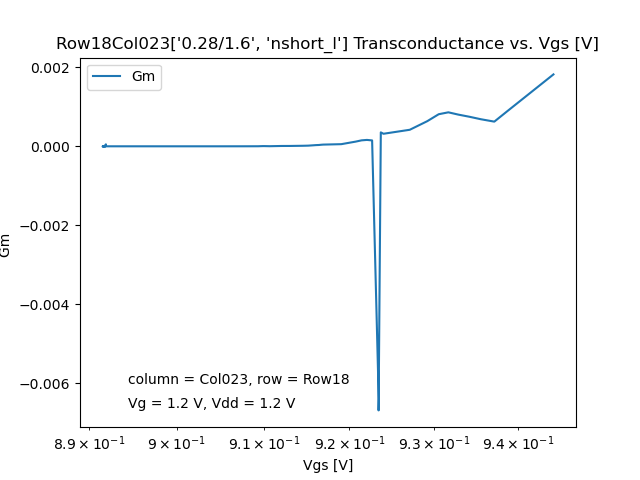 Row18Col023['0.28/1.6', 'nshort_l'] Transconductance vs. Vgs [V]
Gm
0.002
0.000
−0.002
−0.004
−0.006
Gm
column = Col023, row = Row18
Vg = 1.2 V, Vdd = 1.2 V
8.9 × 10⁻¹ 9 × 10⁻¹ 9.1 × 10⁻¹ 9.2 × 10⁻¹ 9.3 × 10⁻¹ 9.4 × 10⁻¹
Vgs [V]